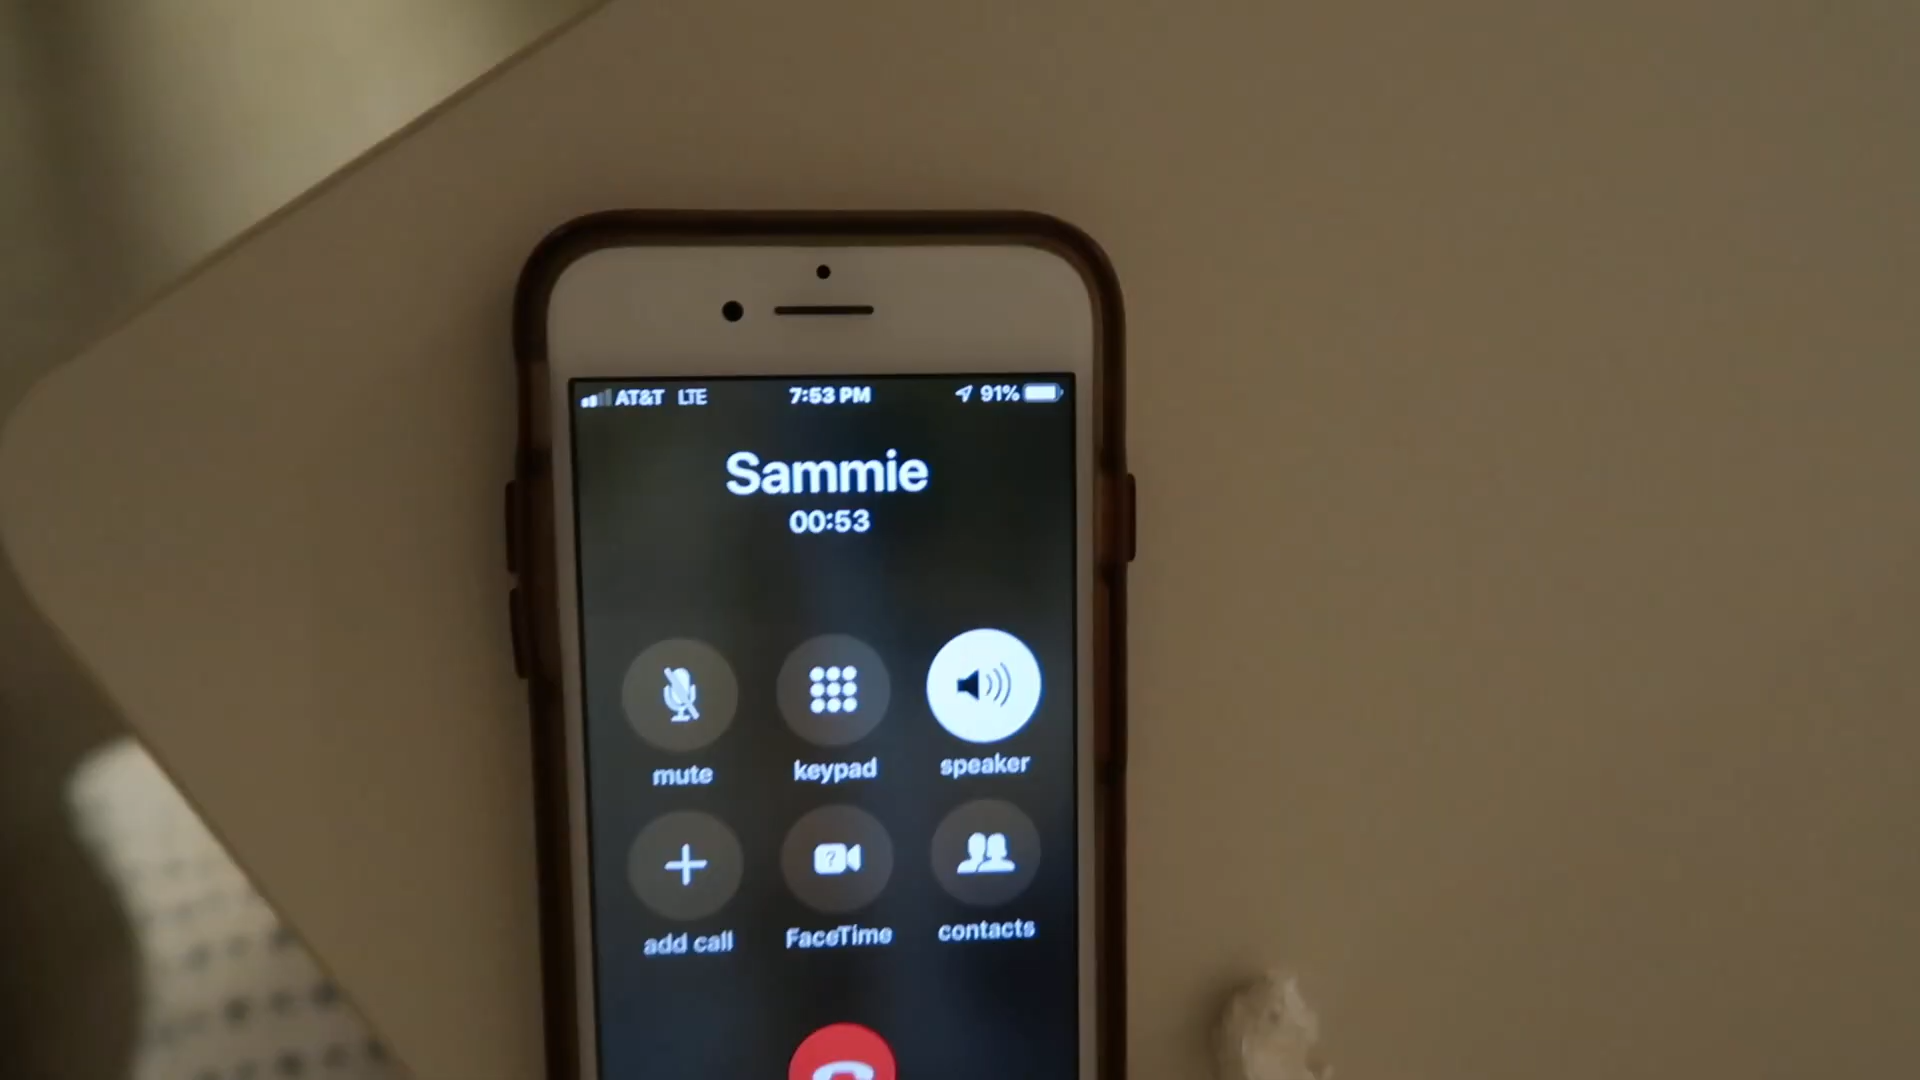 AT&T LTE 7:53 PM 91%
Sammie
00:53
mute keypad speaker
add call FaceTime contacts